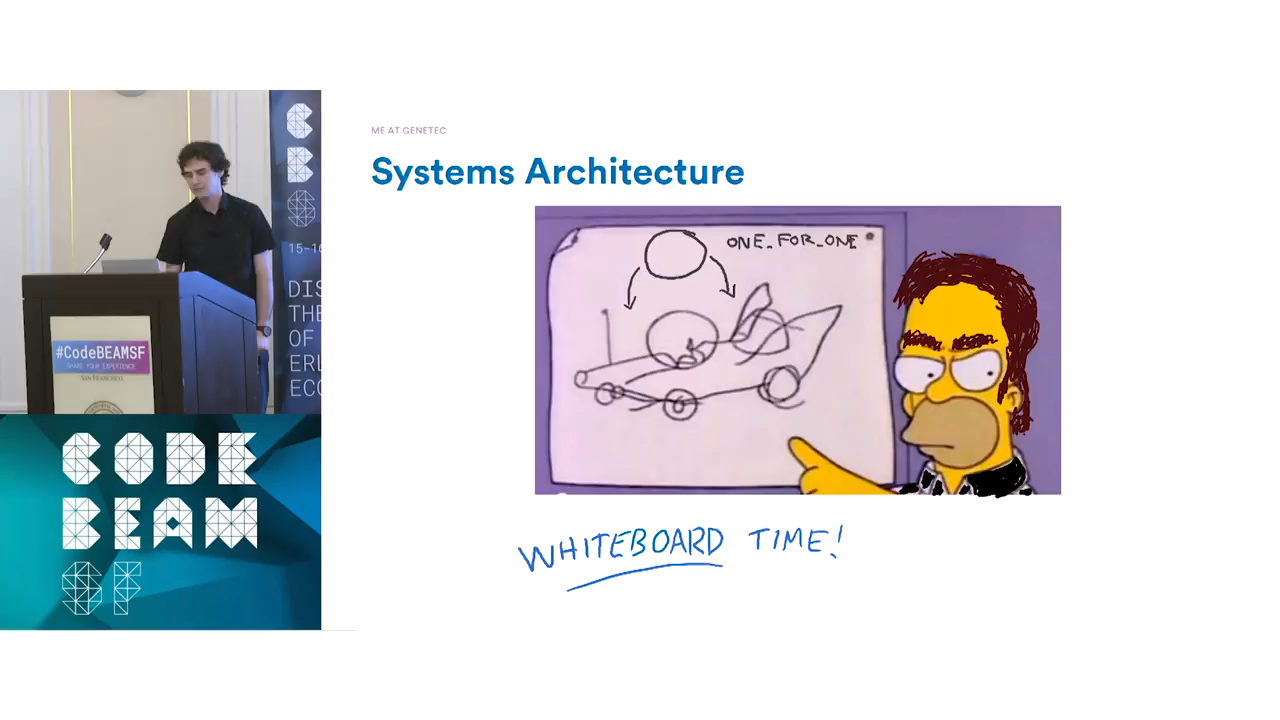 ME AT GENETEC
Systems Architecture
ONE_FOR_ONE
WHITEBOARD TIME!
C
B
S
15-16
DIS
THE
OF
ERL
ECO
#CodeBEAMSF
SHARE YOUR EXPERIENCE
SAN FRANCISCO
CODE
BEAM
SF